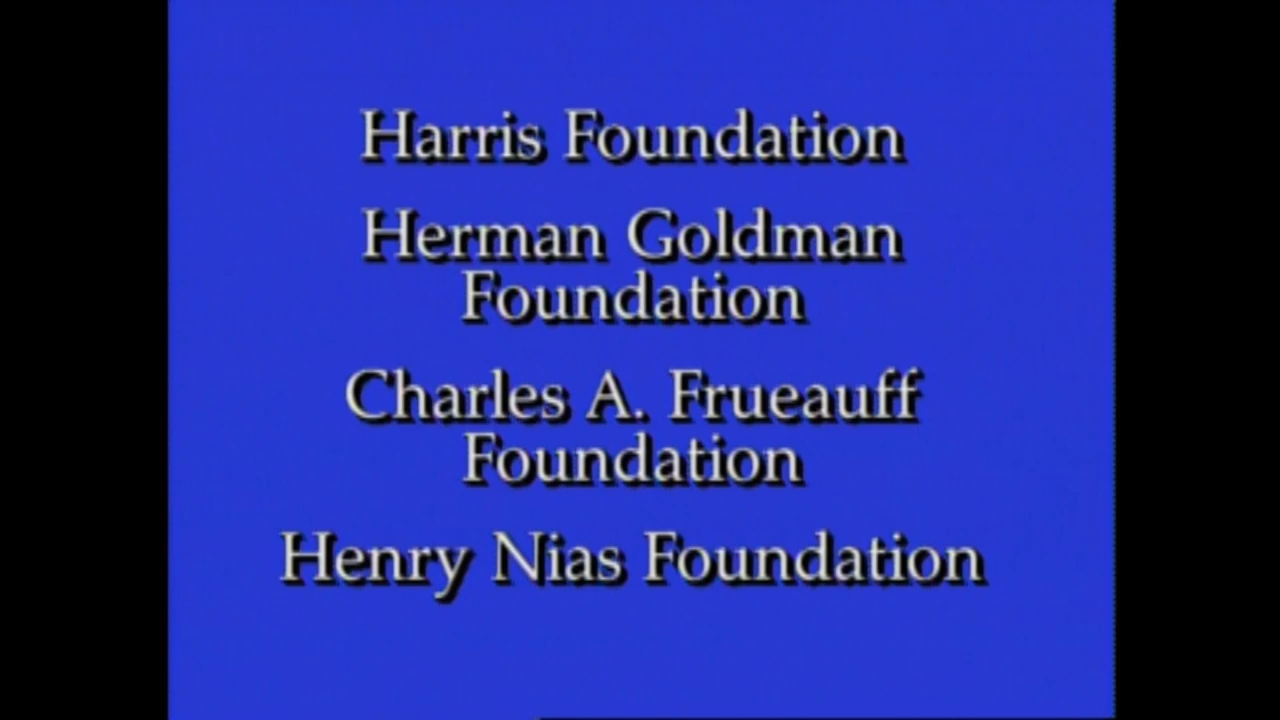 Harris Foundation
Herman Goldman
Foundation
Charles A. Frueauff
Foundation
Henry Nias Foundation